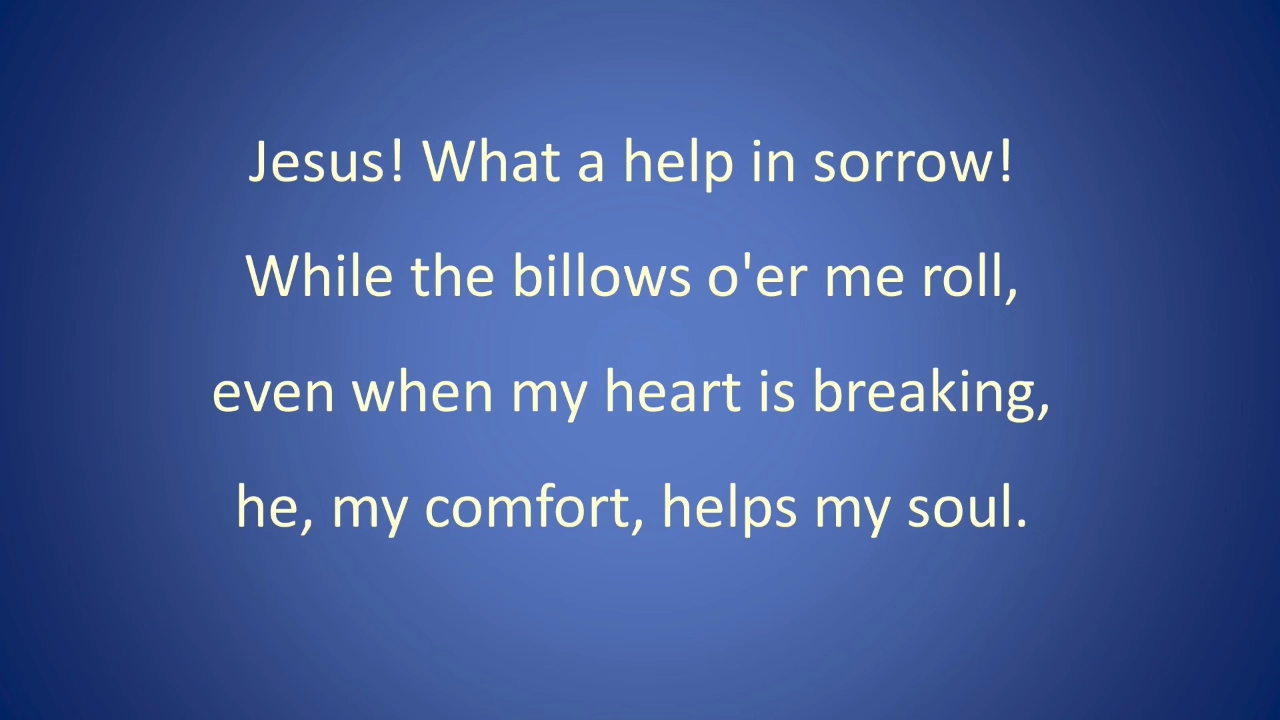 Jesus! What a help in sorrow!
While the billows o'er me roll,
even when my heart is breaking,
he, my comfort, helps my soul.